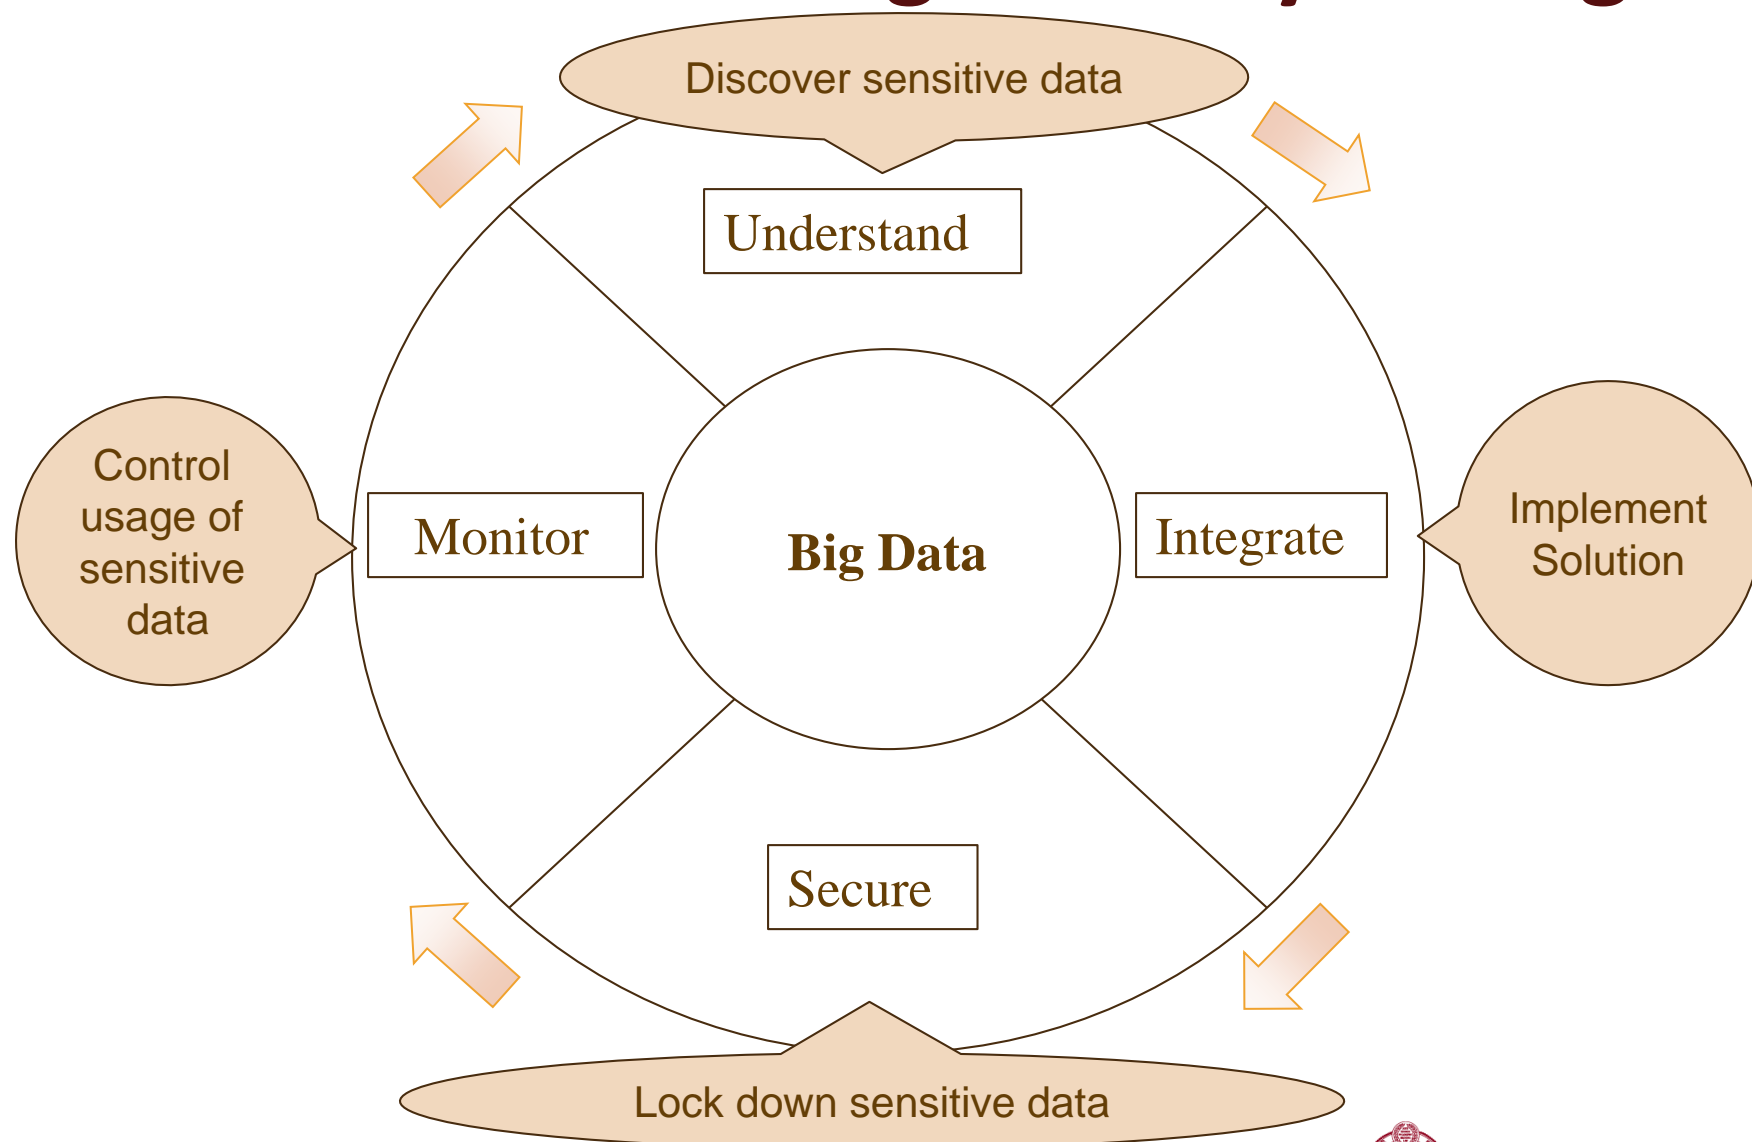 Discover sensitive data
Understand
Control
usage of
sensitive
data
Monitor
Big Data
Integrate
Implement
Solution
Secure
Lock down sensitive data